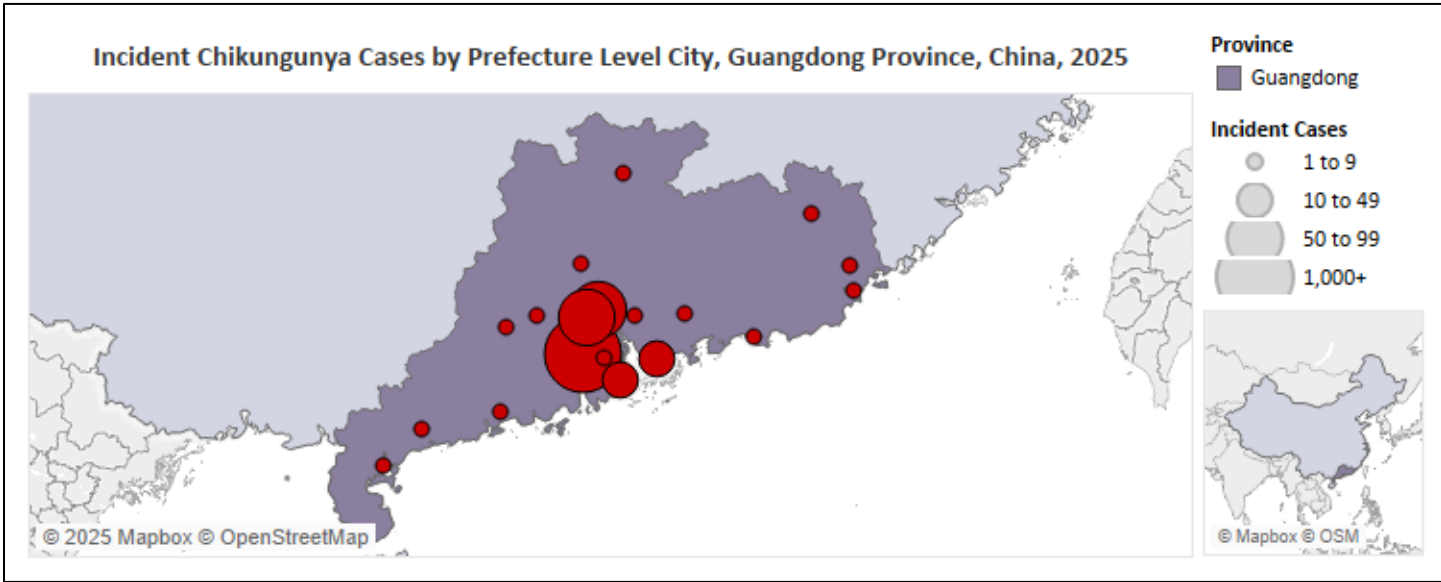 Incident Chikungunya Cases by Prefecture Level City, Guangdong Province, China, 2025
© 2025 Mapbox © OpenStreetMap
Province
Guangdong
Incident Cases
1 to 9
10 to 49
50 to 99
1,000+
© Mapbox © OSM